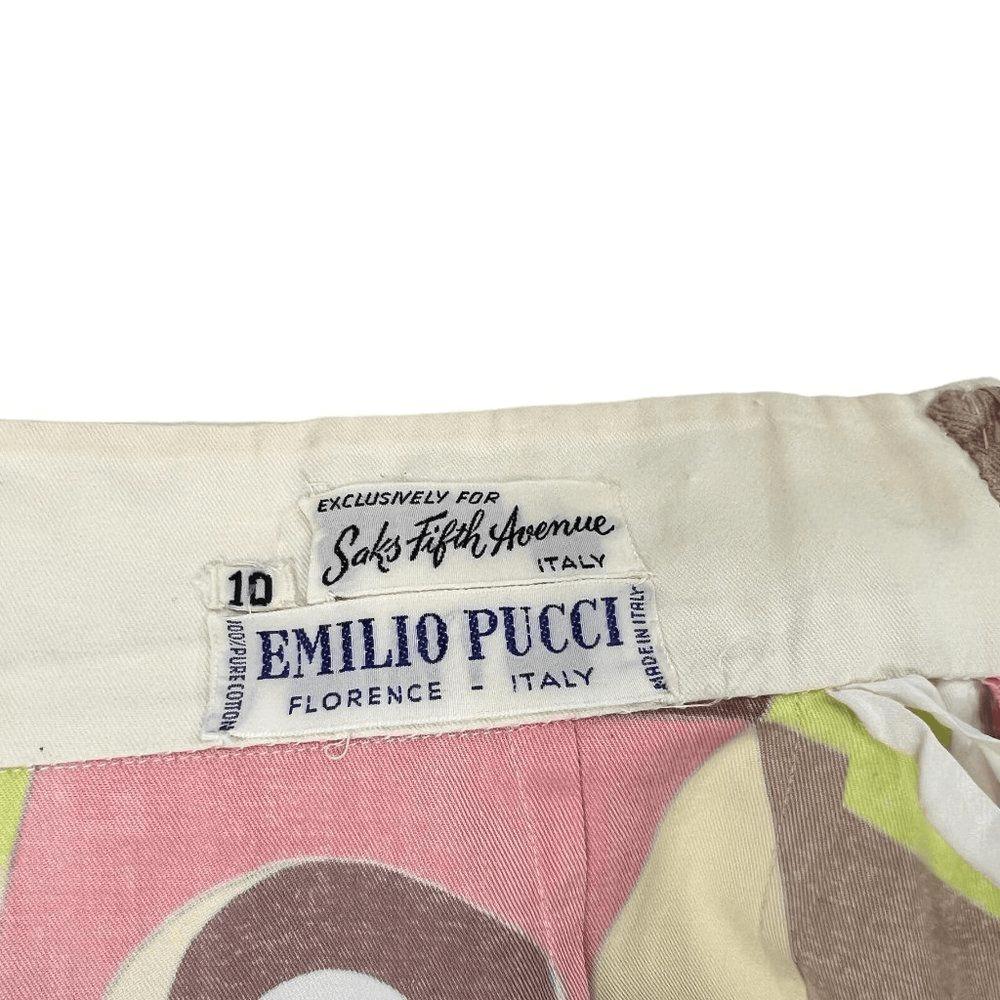 EXCLUSIVELY FOR
Saks Fifth Avenue
ITALY
10
EMILIO PUCCI
FLORENCE - ITALY
100% PURE COTTON
MADE IN ITALY